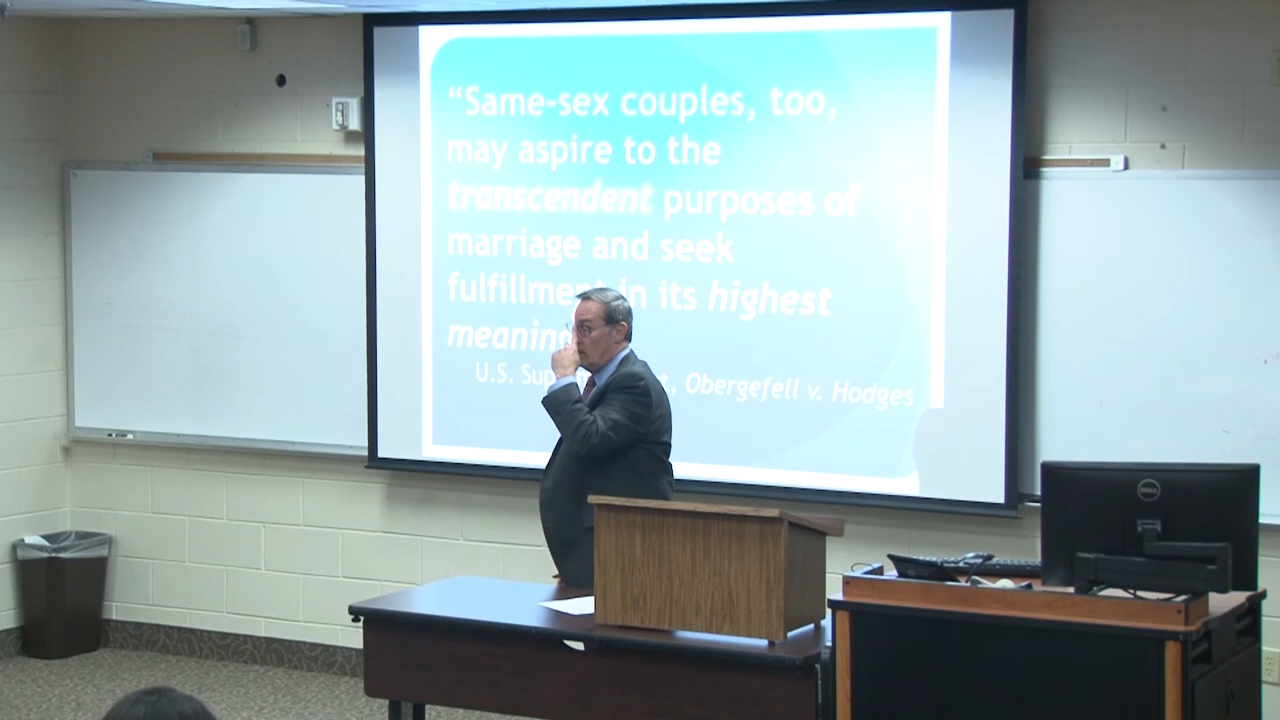 “Same-sex couples, too,
may aspire to the
transcendent purposes of
marriage and seek
fulfillment in its highest
meaning
U.S. Sup t, Obergefell v. Hodges
DELL